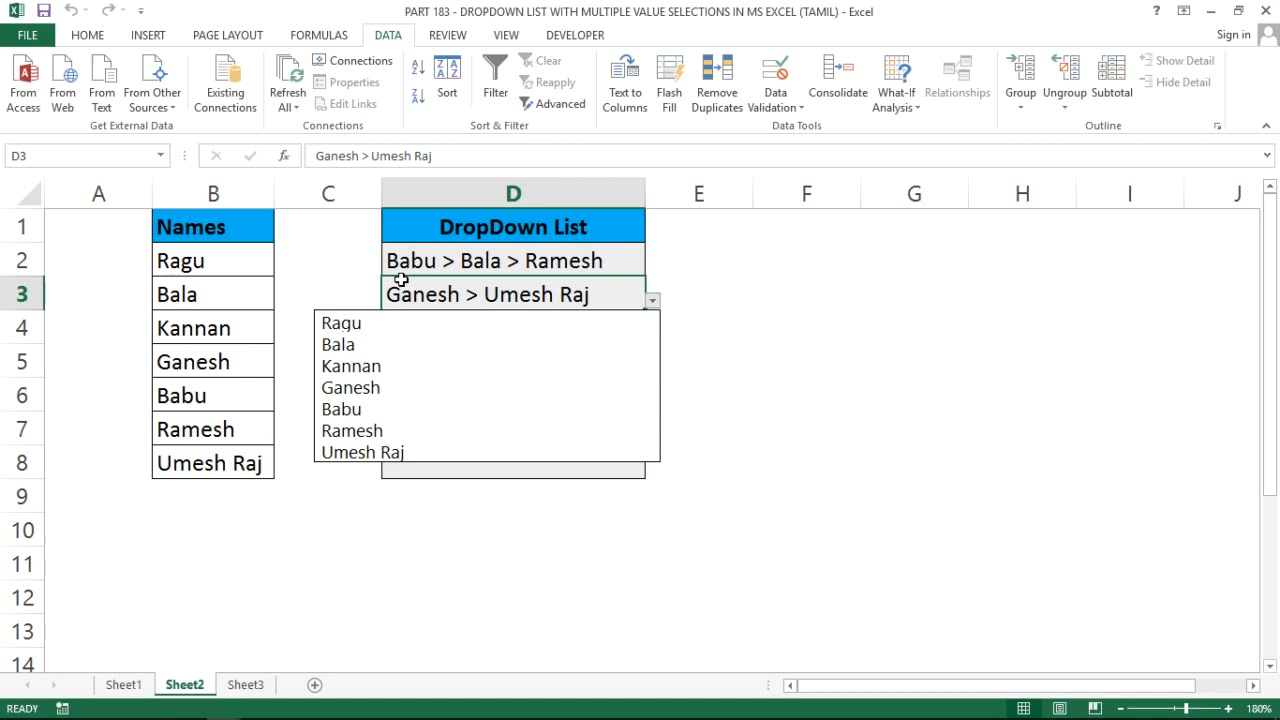 PART 183 - DROPDOWN LIST WITH MULTIPLE VALUE SELECTIONS IN MS EXCEL (TAMIL) - Excel
?
FILE HOME INSERT PAGE LAYOUT FORMULAS DATA REVIEW VIEW DEVELOPER Sign in
From Access
From Web
From Text
From Other Sources
Existing Connections
Get External Data
Refresh All
Connections
Properties
Edit Links
Connections
Sort
Filter
Clear
Reapply
Advanced
Sort & Filter
Text to Columns
Flash Fill
Remove Duplicates
Data Validation
Consolidate
What-If Analysis
Relationships
Data Tools
Group
Ungroup
Subtotal
Show Detail
Hide Detail
Outline
D3 fx Ganesh > Umesh Raj
A B C D E F G H I J
1 Names DropDown List
2 Ragu Babu > Bala > Ramesh
3 Bala Ganesh > Umesh Raj
4 Kannan
5 Ganesh
6 Babu
7 Ramesh
8 Umesh Raj
9
10
11
12
13
14
Ragu
Bala
Kannan
Ganesh
Babu
Ramesh
Umesh Raj
Sheet1 Sheet2 Sheet3
READY 180%